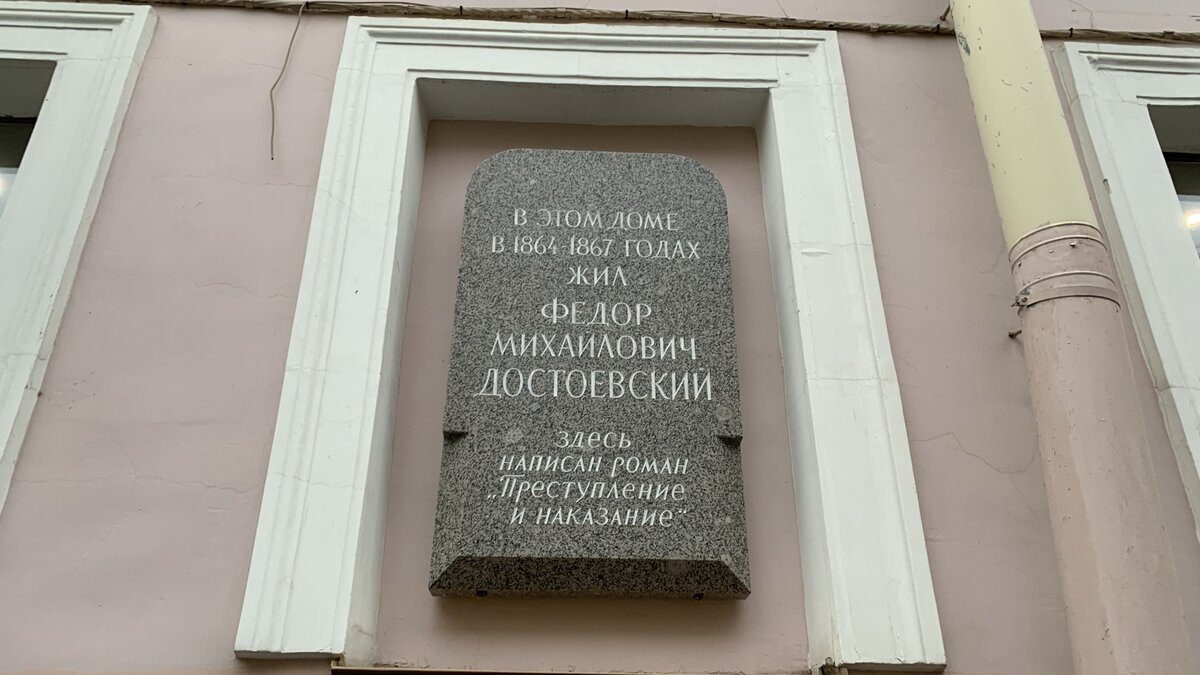 В ЭТОМ ДОМЕ
В 1864-1867 ГОДАХ
ЖИЛ
ФЕДОР
МИХАЙЛОВИЧ
ДОСТОЕВСКИЙ
ЗДЕСЬ
НАПИСАН РОМАН
„ПРЕСТУПЛЕНИЕ
И НАКАЗАНИЕ“